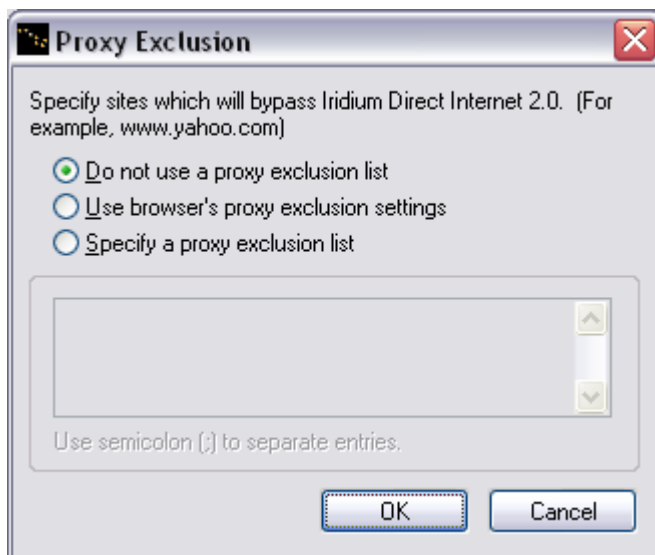 Proxy Exclusion
Specify sites which will bypass Iridium Direct Internet 2.0. (For
example, www.yahoo.com)
Do not use a proxy exclusion list
Use browser's proxy exclusion settings
Specify a proxy exclusion list
Use semicolon (;) to separate entries.
OK Cancel